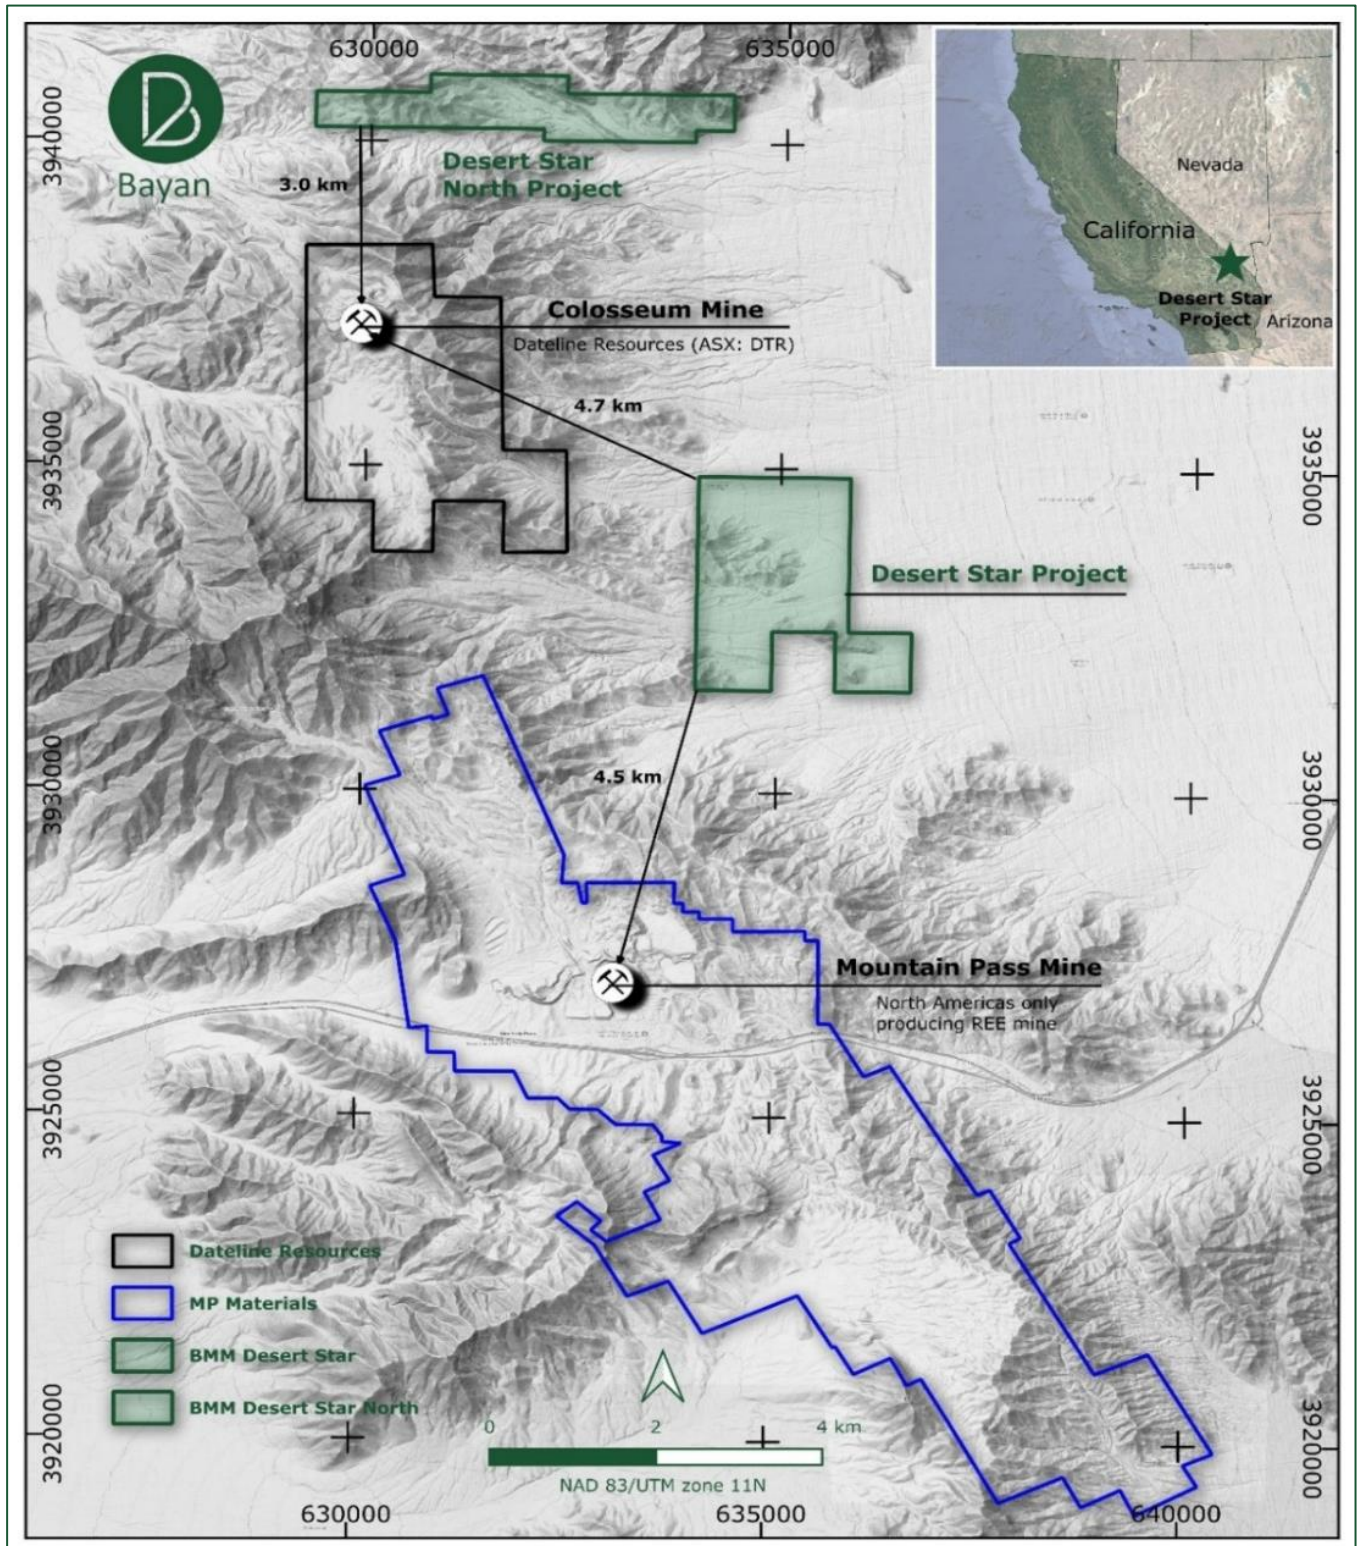 630000
635000
3940000
Bayan
Desert Star
North Project
3.0 km
Nevada
California
Desert Star
Project
Arizona
Colosseum Mine
Dateline Resources (ASX: DTR)
4.7 km
3935000
3935000
Desert Star Project
4.5 km
3930000
3930000
Mountain Pass Mine
North Americas only
producing REE mine
3925000
3925000
Dateline Resources
MP Materials
BMM Desert Star
BMM Desert Star North
0 2 4 km
NAD 83/UTM zone 11N
3920000
3920000
630000
635000
640000